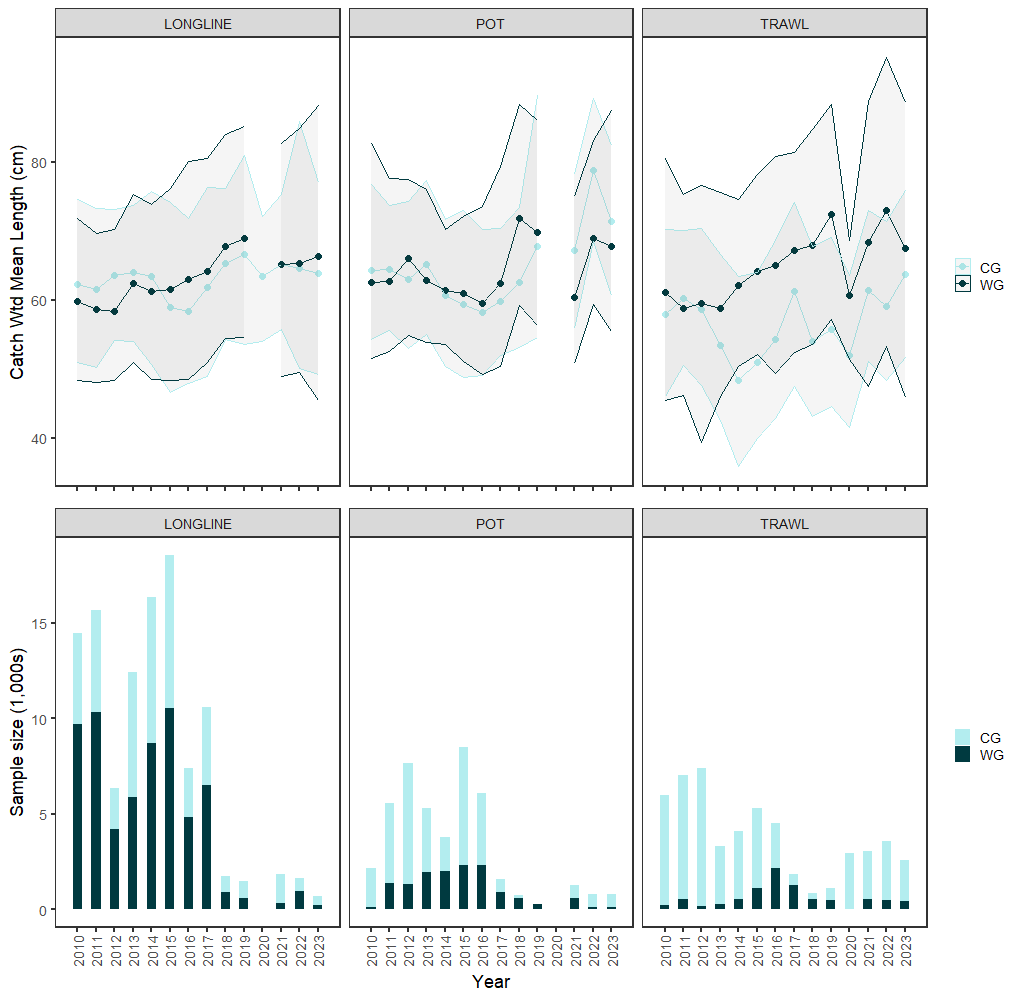 LONGLINE POT TRAWL
Catch Wtd Mean Length (cm)
80
60
40
CG
WG
LONGLINE POT TRAWL
Sample size (1,000s)
15
10
5
0
CG
WG
2010 2011 2012 2013 2014 2015 2016 2017 2018 2019 2020 2021 2022 2023 2010 2011 2012 2013 2014 2015 2016 2017 2018 2019 2020 2021 2022 2023 2010 2011 2012 2013 2014 2015 2016 2017 2018 2019 2020 2021 2022 2023
Year